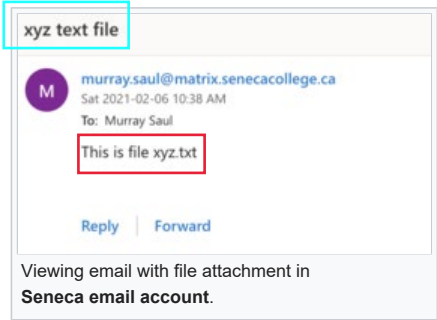 xyz text file
M
murray.saul@matrix.senecacollege.ca
Sat 2021-02-06 10:38 AM
To: Murray Saul
This is file xyz.txt
Reply
Forward
Viewing email with file attachment in
Seneca email account.